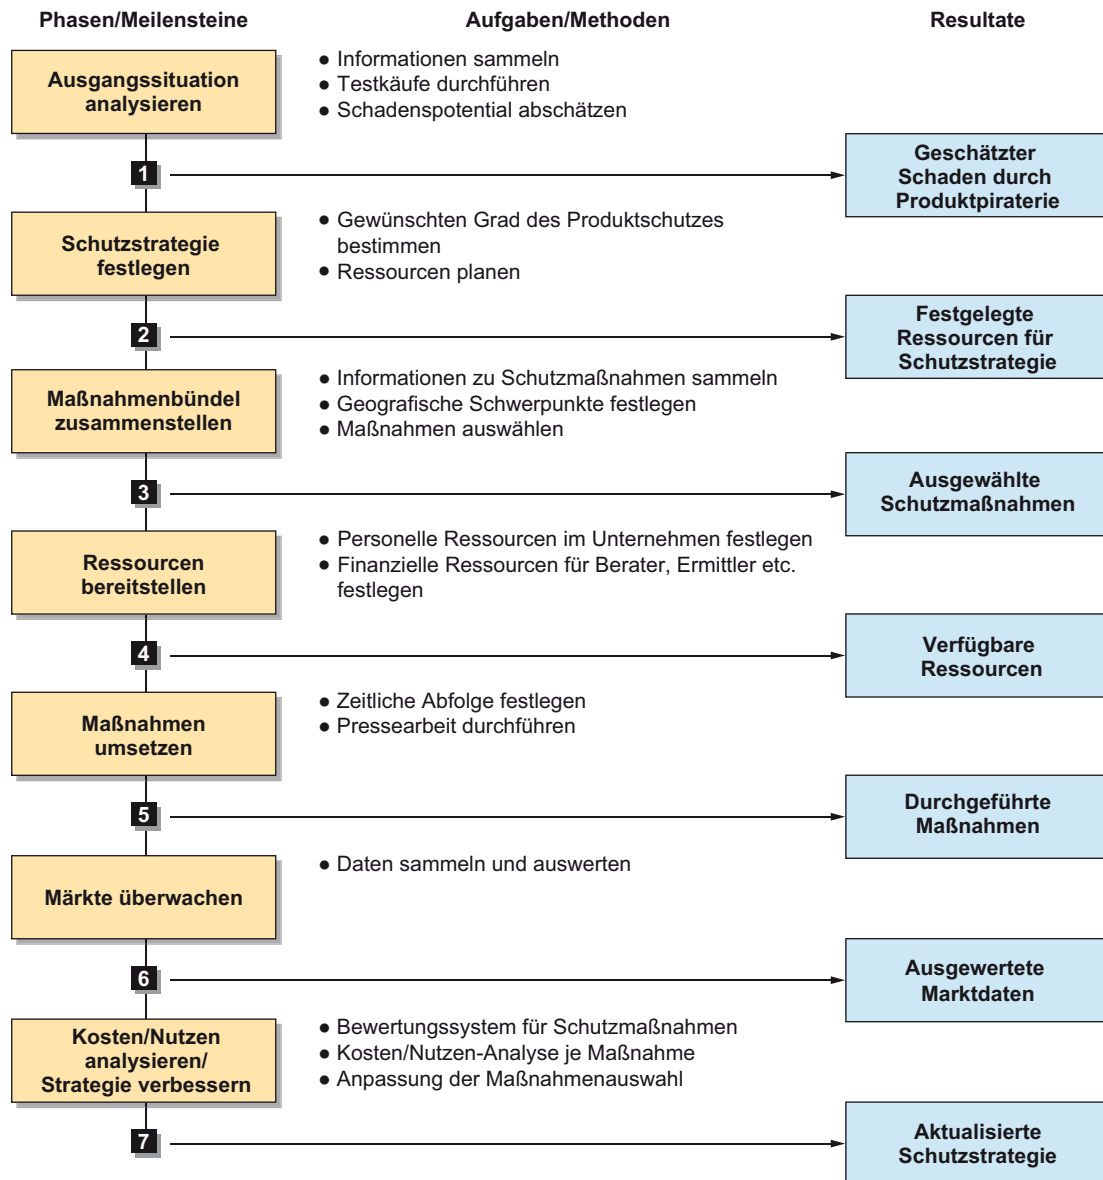 Phasen/Meilensteine
Aufgaben/Methoden
Resultate
Ausgangssituation
analysieren
● Informationen sammeln
● Testkäufe durchführen
● Schadenspotential abschätzen
1
Geschätzter
Schaden durch
Produktpiraterie
Schutzstrategie
festlegen
● Gewünschten Grad des Produktschutzes
bestimmen
● Ressourcen planen
2
Festgelegte
Ressourcen für
Schutzstrategie
Maßnahmenbündel
zusammenstellen
● Informationen zu Schutzmaßnahmen sammeln
● Geografische Schwerpunkte festlegen
● Maßnahmen auswählen
3
Ausgewählte
Schutzmaßnahmen
Ressourcen
bereitstellen
● Personelle Ressourcen im Unternehmen festlegen
● Finanzielle Ressourcen für Berater, Ermittler etc.
festlegen
4
Verfügbare
Ressourcen
Maßnahmen
umsetzen
● Zeitliche Abfolge festlegen
● Pressearbeit durchführen
5
Durchgeführte
Maßnahmen
Märkte überwachen
● Daten sammeln und auswerten
6
Ausgewertete
Marktdaten
Kosten/Nutzen
analysieren/
Strategie verbessern
● Bewertungssystem für Schutzmaßnahmen
● Kosten/Nutzen-Analyse je Maßnahme
● Anpassung der Maßnahmenauswahl
7
Aktualisierte
Schutzstrategie